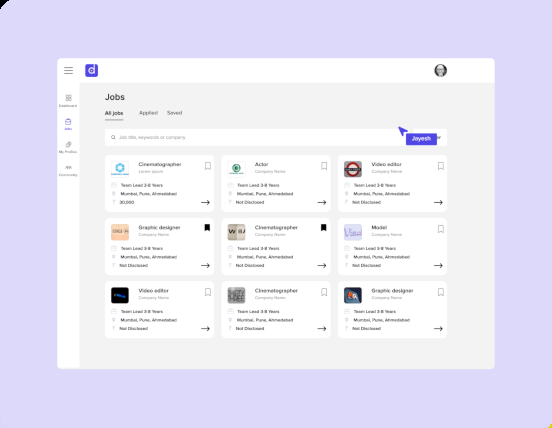 d
Jobs
All jobs Applied Saved
Job title, keywords or company
Jayesh
Dashboard
Jobs
My Profile
Community
Cinematographer
Lorem ipsum
Team Lead 3-8 Years
Mumbai, Pune, Ahmedabad
30,000
Actor
Company Name
Team Lead 3-8 Years
Mumbai, Pune, Ahmedabad
Not Disclosed
Video editor
Company Name
Team Lead 3-8 Years
Mumbai, Pune, Ahmedabad
Not Disclosed
Graphic designer
Company Name
Team Lead 3-8 Years
Mumbai, Pune, Ahmedabad
Not Disclosed
Cinematographer
Company Name
Team Lead 3-8 Years
Mumbai, Pune, Ahmedabad
Not Disclosed
Model
Company Name
Team Lead 3-8 Years
Mumbai, Pune, Ahmedabad
Not Disclosed
Video editor
Company Name
Team Lead 3-8 Years
Mumbai, Pune, Ahmedabad
Not Disclosed
Cinematographer
Company Name
Team Lead 3-8 Years
Mumbai, Pune, Ahmedabad
Not Disclosed
Graphic designer
Company Name
Team Lead 3-8 Years
Mumbai, Pune, Ahmedabad
Not Disclosed